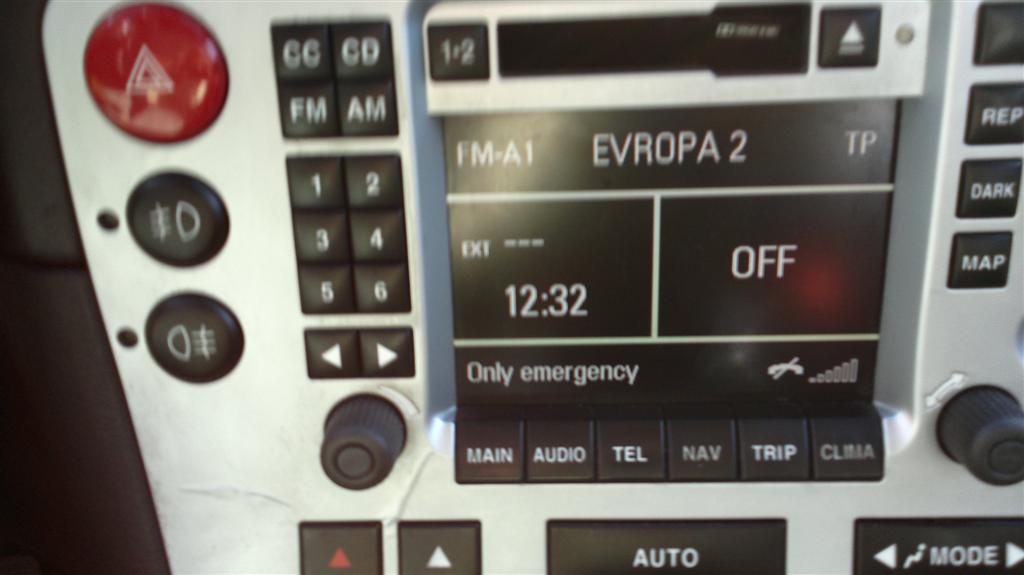 CC CD
FM AM
1·2
REP
FM-A1 EVROPA 2 TP
1 2
3 4
5 6
EXT ---
12:32
OFF
DARK
MAP
Only emergency
MAIN AUDIO TEL NAV TRIP CLIMA
AUTO
MODE